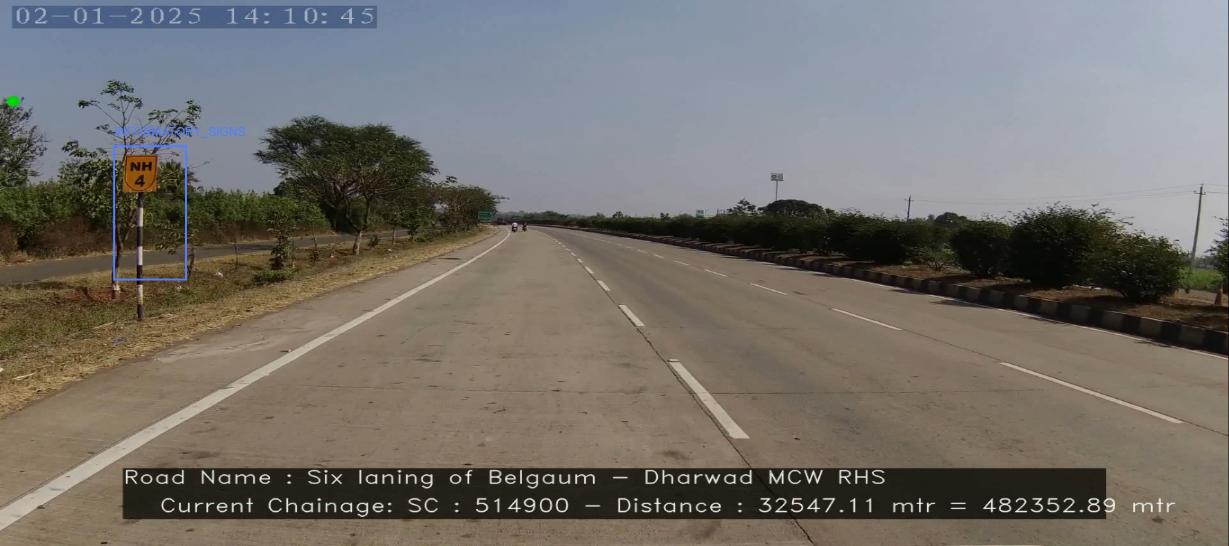 02-01-2025 14:10:45
INFORMATORY_SIGNS
NH
4
Road Name : Six laning of Belgaum - Dharwad MCW RHS
Current Chainage: SC : 514900 - Distance : 32547.11 mtr = 482352.89 mtr